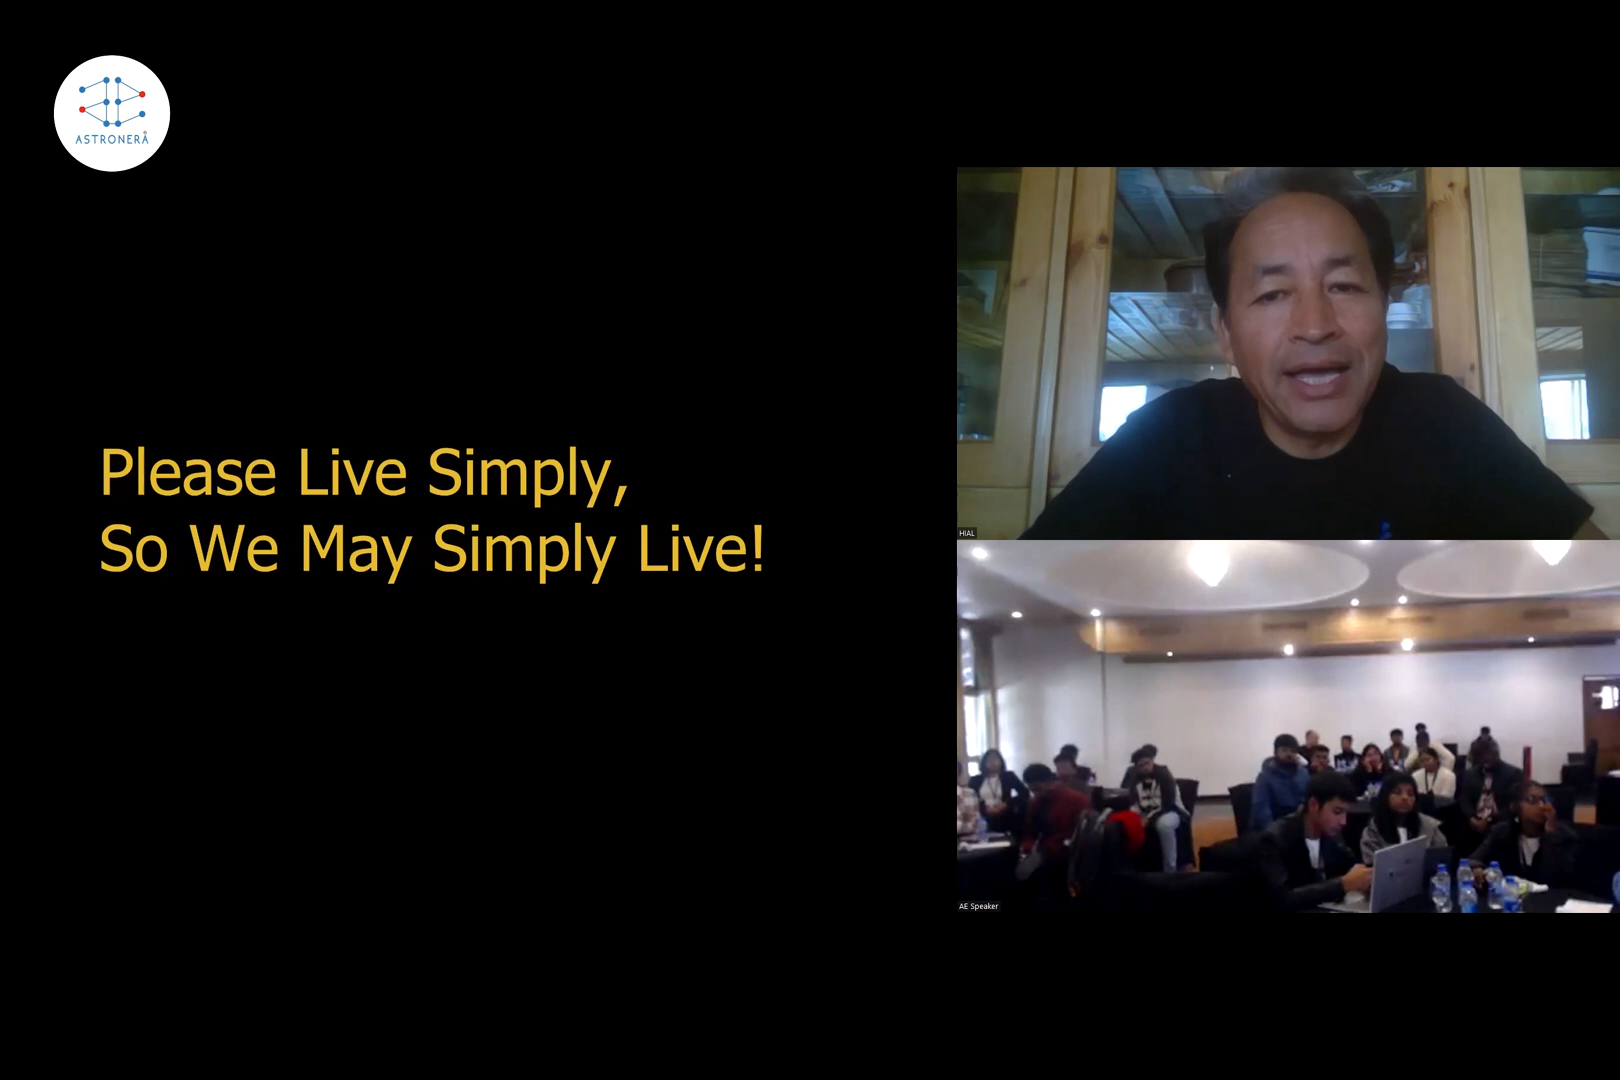 ASTRONERA
Please Live Simply,
So We May Simply Live!
HIAL
AE Speaker